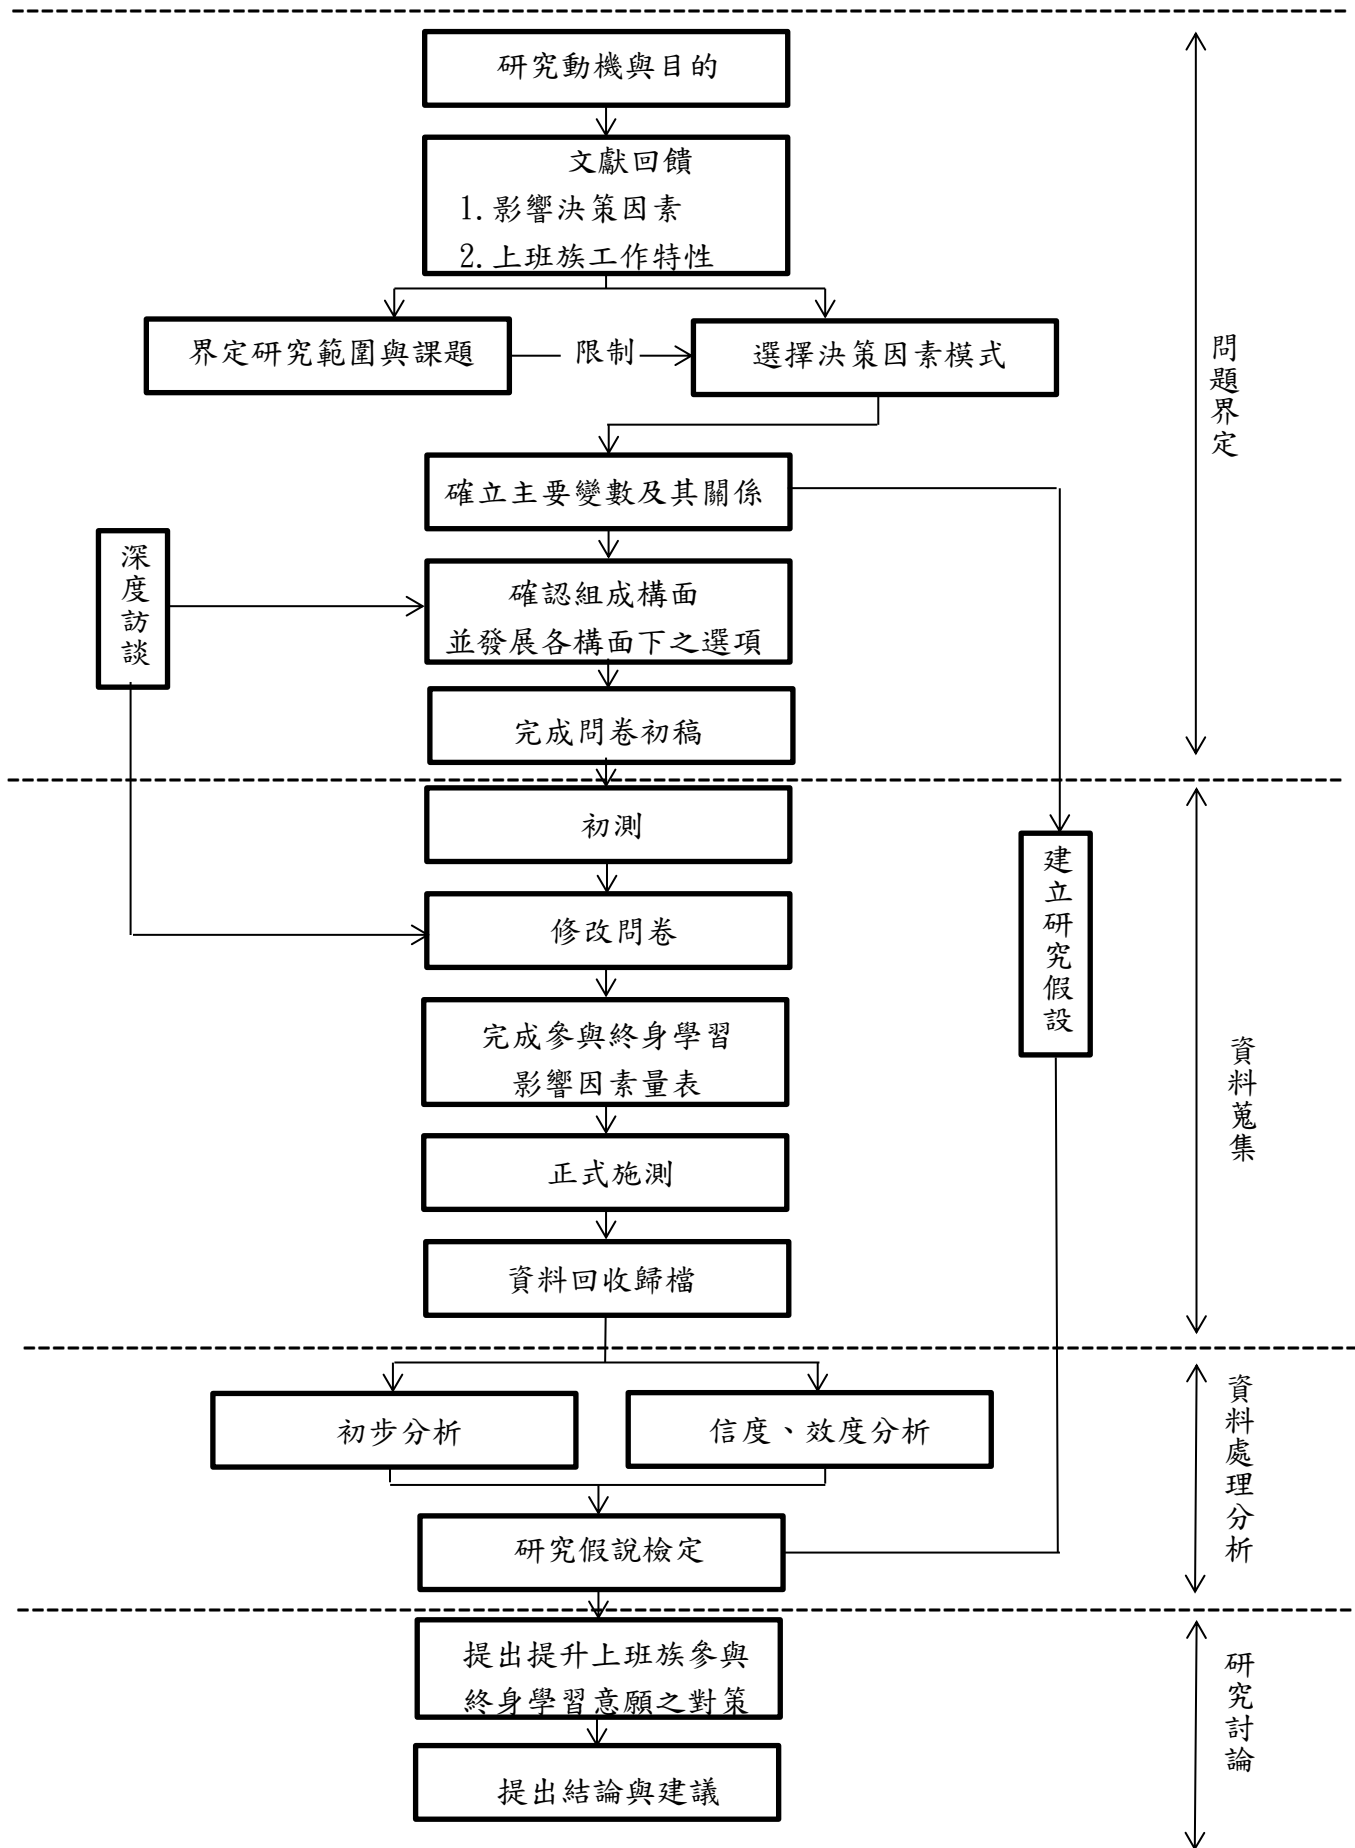 研究動機與目的
文獻回饋
1.影響決策因素
2.上班族工作特性
界定研究範圍與課題
限制
選擇決策因素模式
問題界定
確立主要變數及其關係
深度訪談
確認組成構面
並發展各構面下之選項
完成問卷初稿
初測
建立研究假設
修改問卷
完成參與終身學習
影響因素量表
資料蒐集
正式施測
資料回收歸檔
初步分析
信度、效度分析
資料處理分析
研究假說檢定
提出提升上班族參與
終身學習意願之對策
研究討論
提出結論與建議